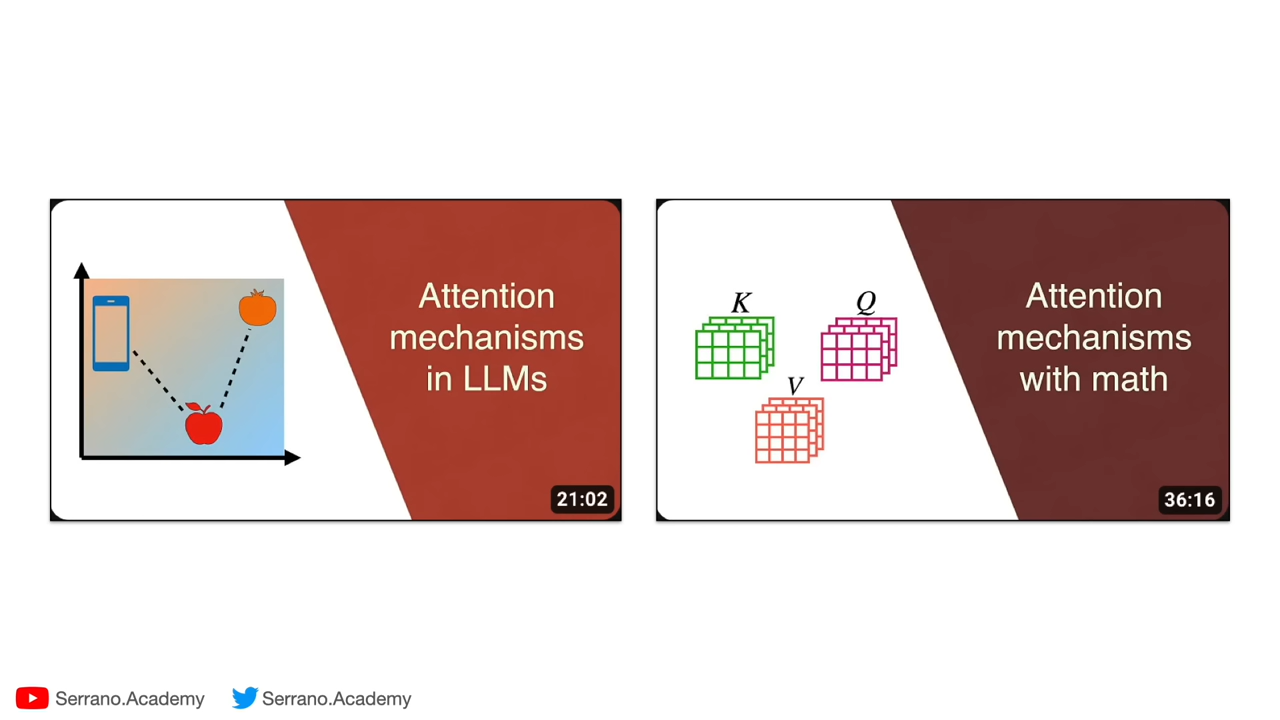 Attention
mechanisms
in LLMs
21:02
K
Q
V
Attention
mechanisms
with math
36:16
Serrano.Academy
Serrano.Academy